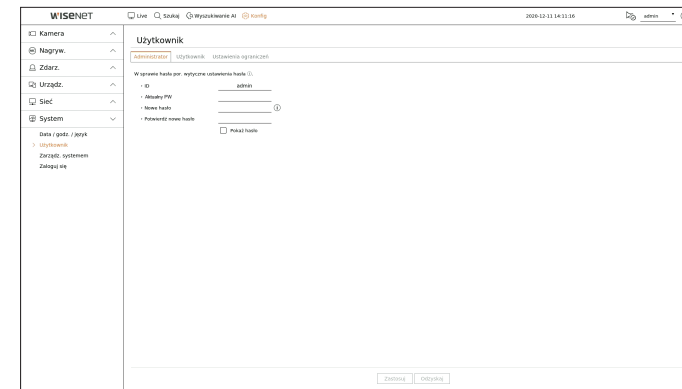 WISENET
Live Szukaj Wyszukiwanie AI Konfig
2020-12-11 14:11:16
admin
Kamera
Nagryw.
Zdarz.
Urządz.
Sieć
System
Data / godz. / język
Użytkownik
Zarządz. systemem
Zaloguj się
Użytkownik
Administrator Użytkownik Ustawienia ograniczeń
W sprawie hasła por. wytyczne ustawienia hasła
ID admin
Aktualny PW
Nowe hasło
Potwierdź nowe hasło
Pokaż hasło
Zastosuj Odzyskaj